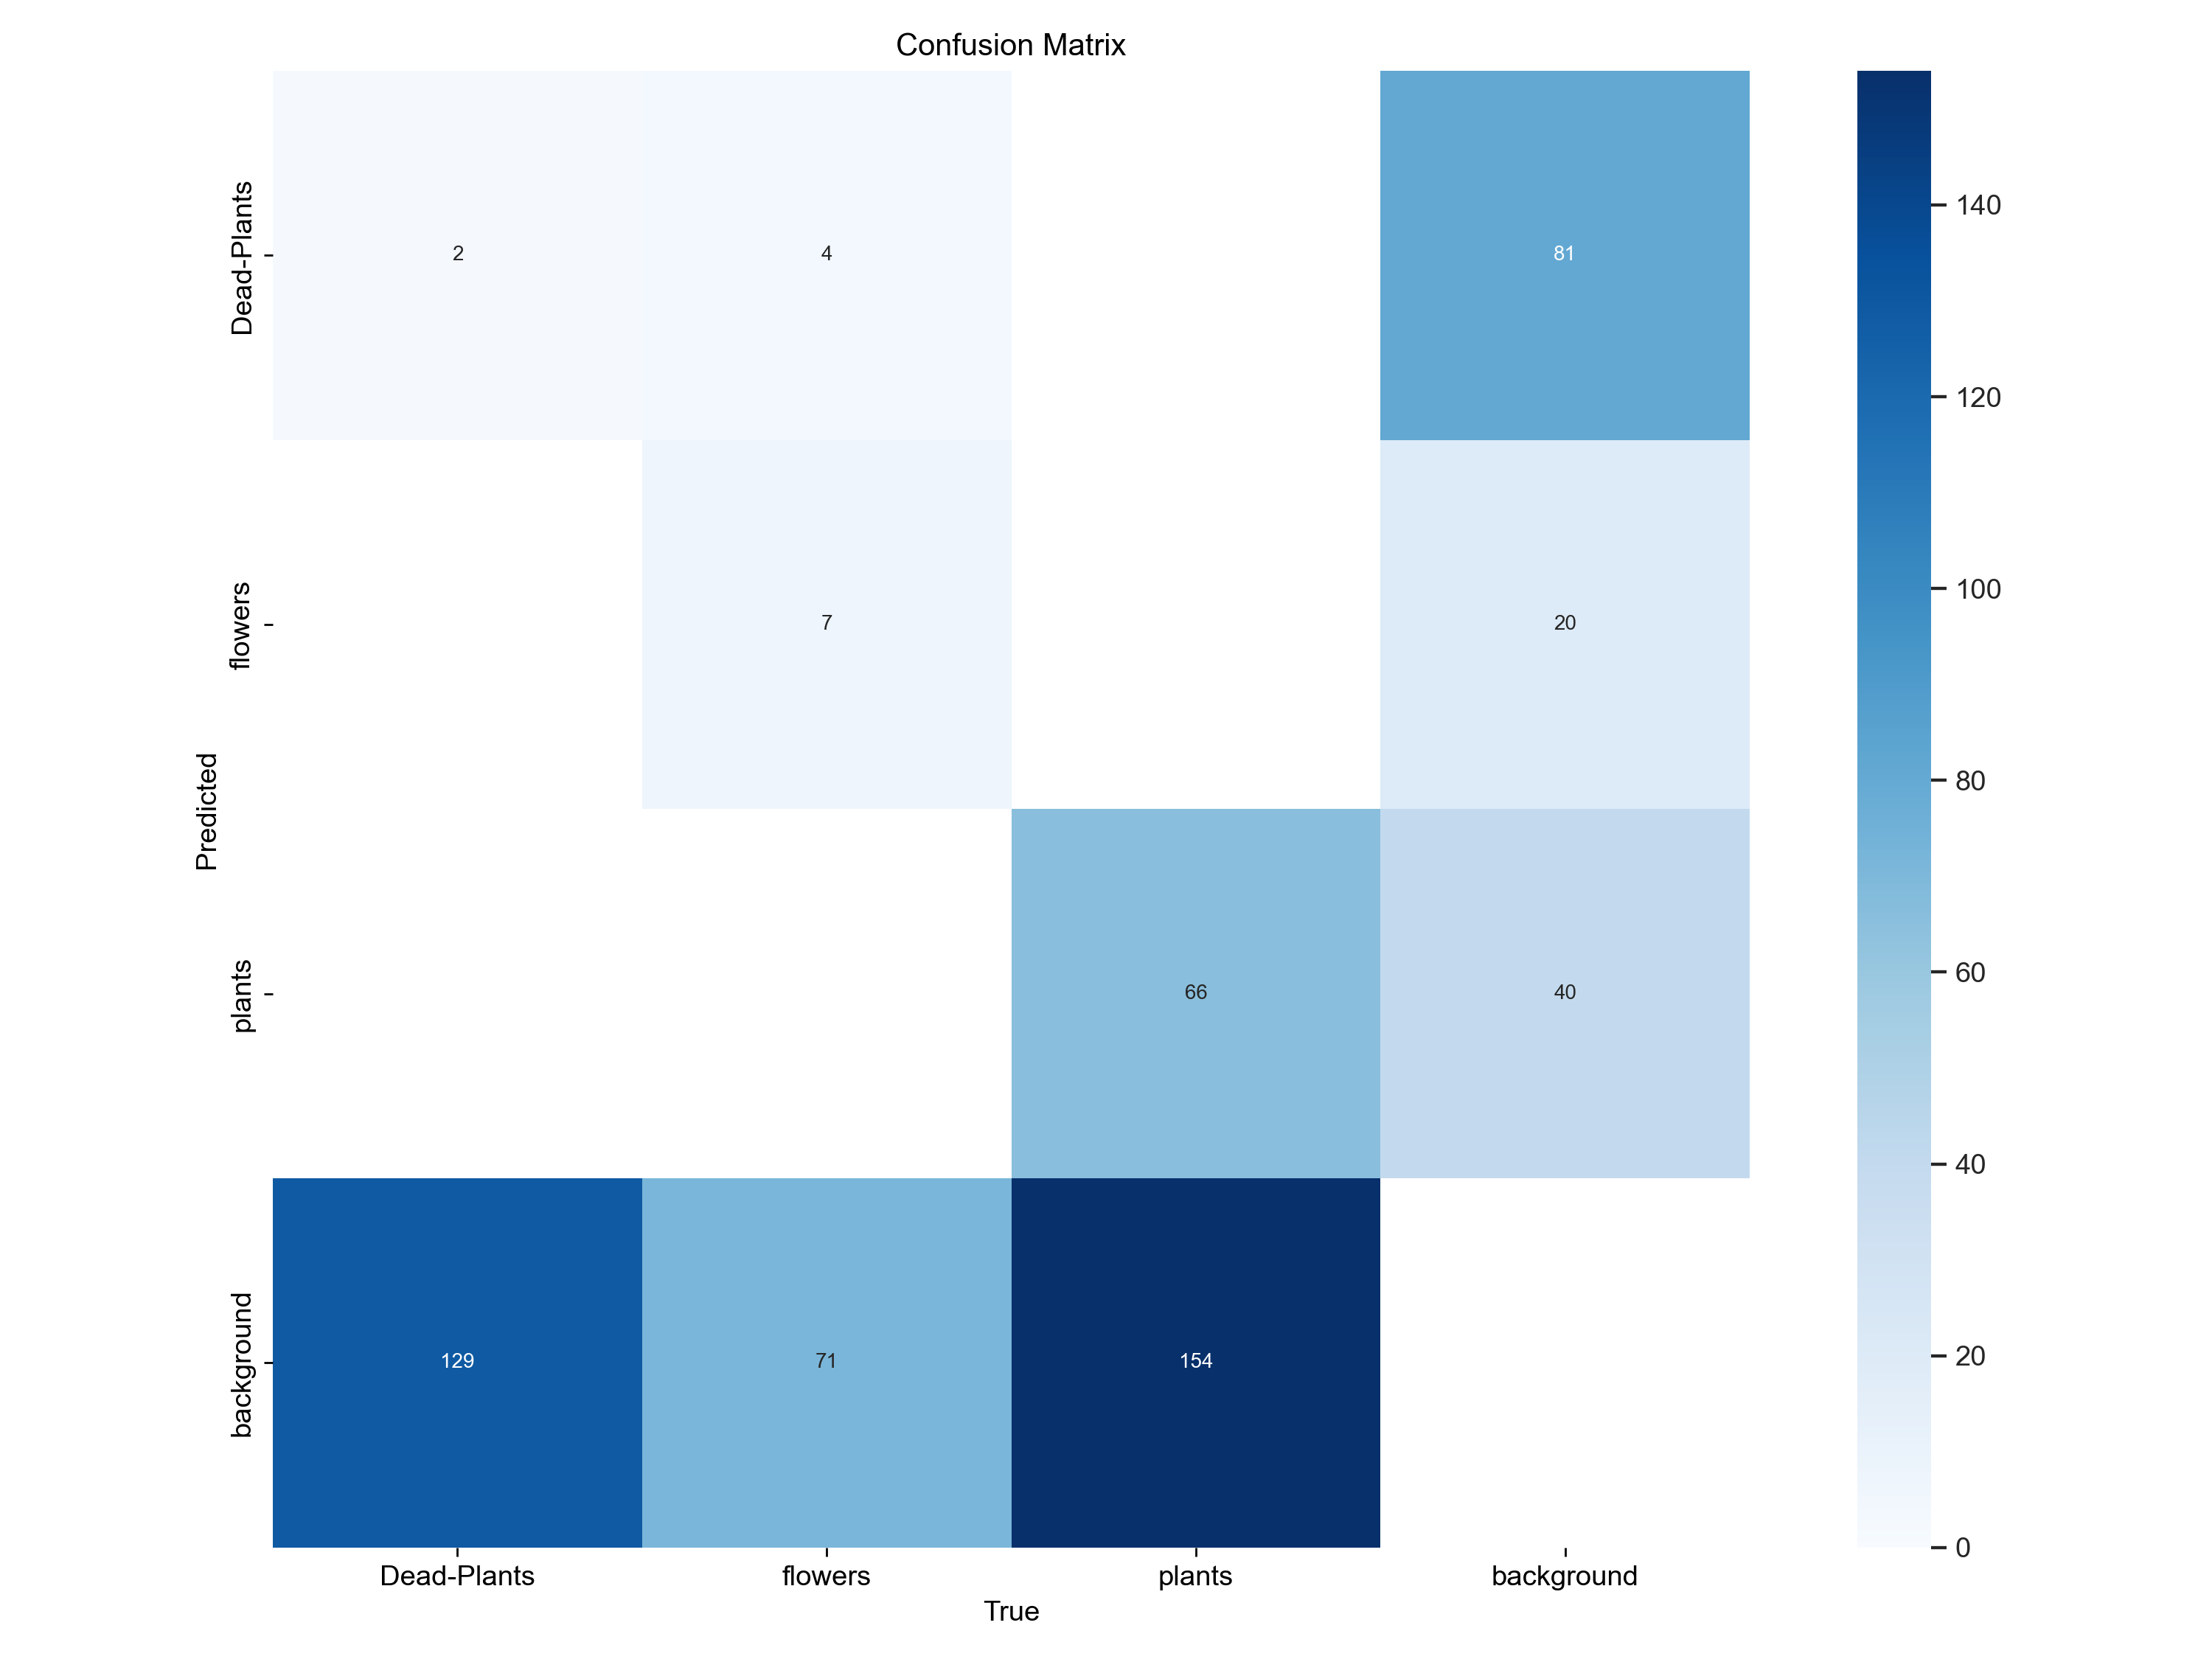 Confusion Matrix
Dead-Plants
2
4
81
flowers
7
20
Predicted
plants
66
40
background
129
71
154
Dead-Plants
flowers
plants
background
True
140
120
100
80
60
40
20
0